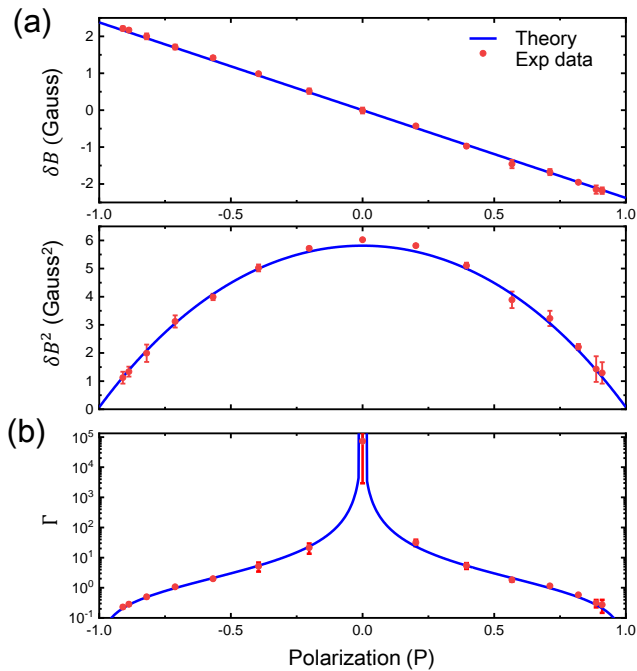 (a)
Theory
Exp data
δB (Gauss)
2
1
0
-1
-2
-1.0 -0.5 0.0 0.5 1.0
δB² (Gauss²)
6
5
4
3
2
1
0
(b)
Γ
10⁵
10⁴
10³
10²
10¹
10⁰
10⁻¹
-1.0 -0.5 0.0 0.5 1.0
Polarization (P)